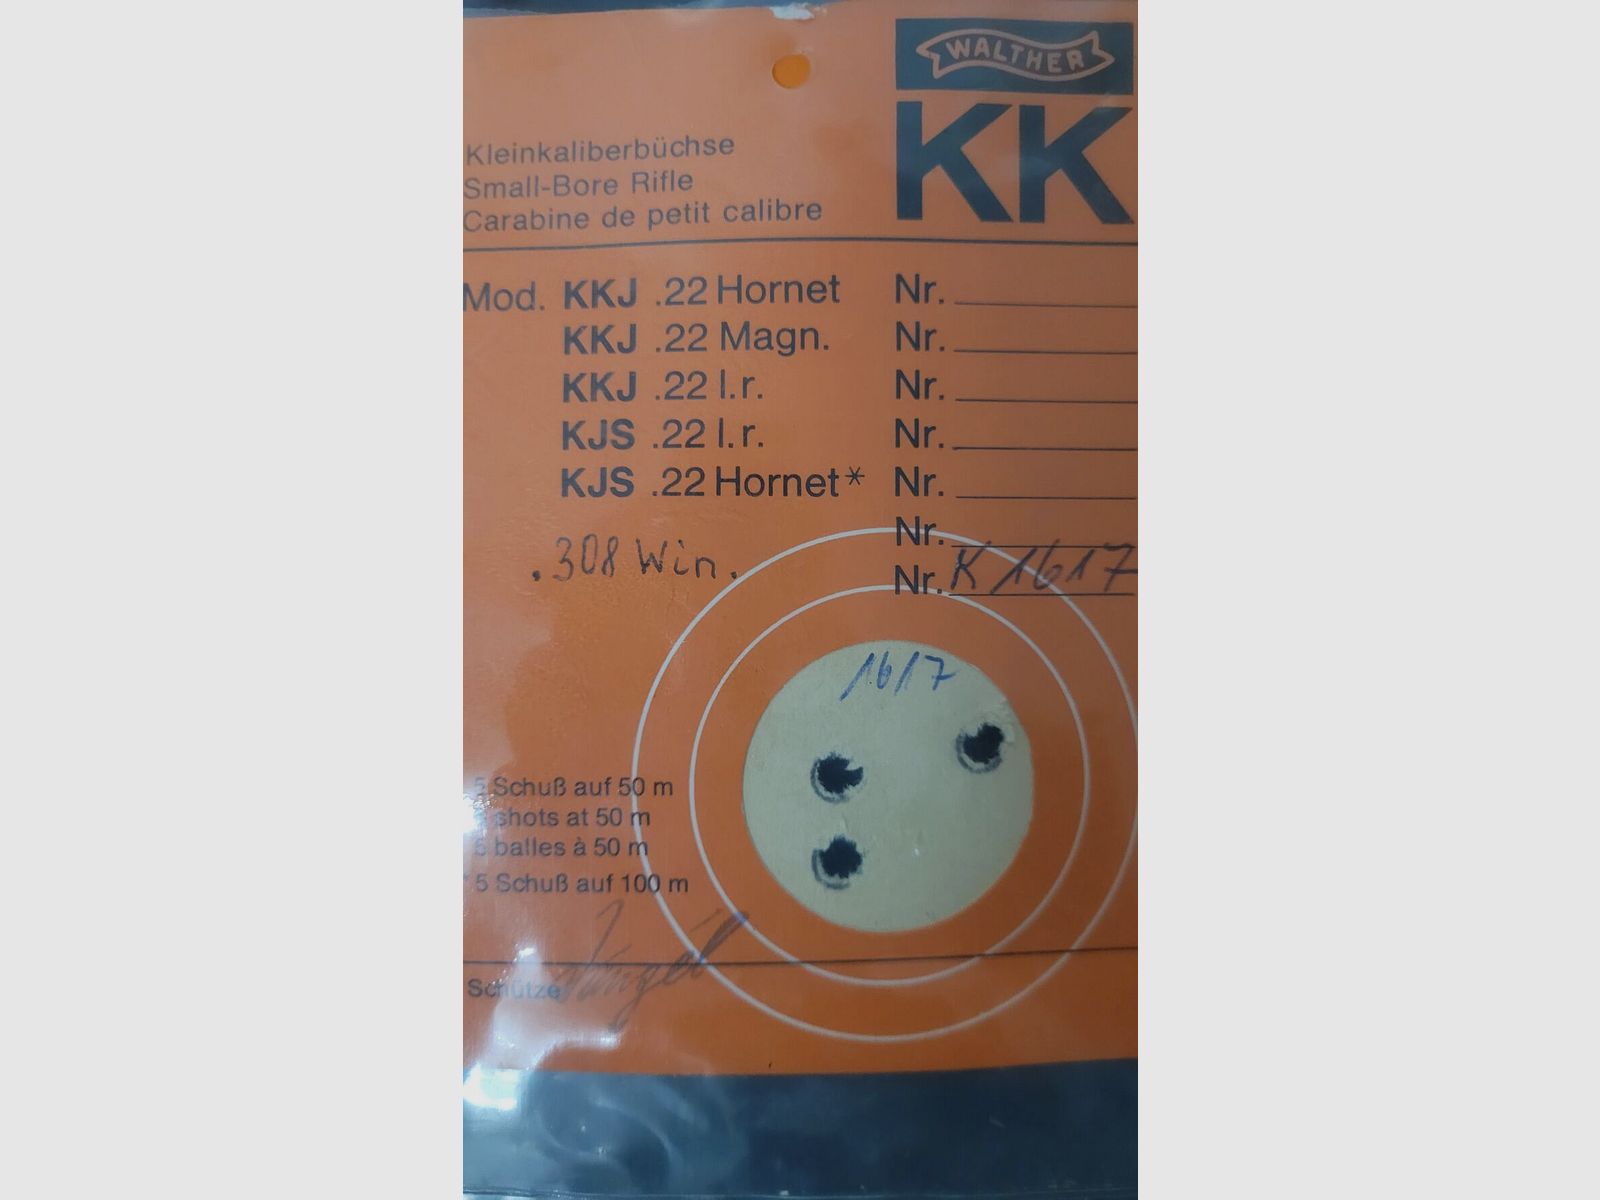 WALTHER
KK
Kleinkaliberbüchse
Small-Bore Rifle
Carabine de petit calibre
Mod. KKJ .22 Hornet Nr.
KKJ .22 Magn. Nr.
KKJ .22 l.r. Nr.
KJS .22 l.r. Nr.
KJS .22 Hornet* Nr.
Nr.
.308 Win. Nr. K 1617
1617
5 Schuß auf 50 m
shots at 50 m
5 balles à 50 m
*5 Schuß auf 100 m
Schütze